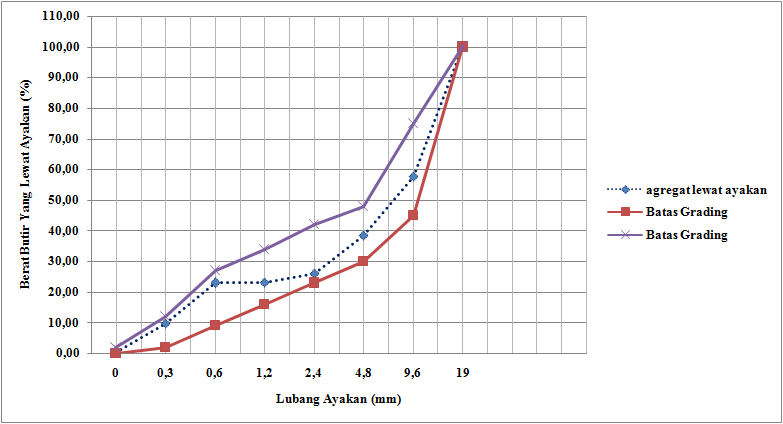 110,00
100,00
90,00
80,00
70,00
60,00
50,00
40,00
30,00
20,00
10,00
0,00
Berat Butir Yang Lewat Ayakan (%)
0 0,3 0,6 1,2 2,4 4,8 9,6 19
Lubang Ayakan (mm)
agregat lewat ayakan
Batas Grading
Batas Grading